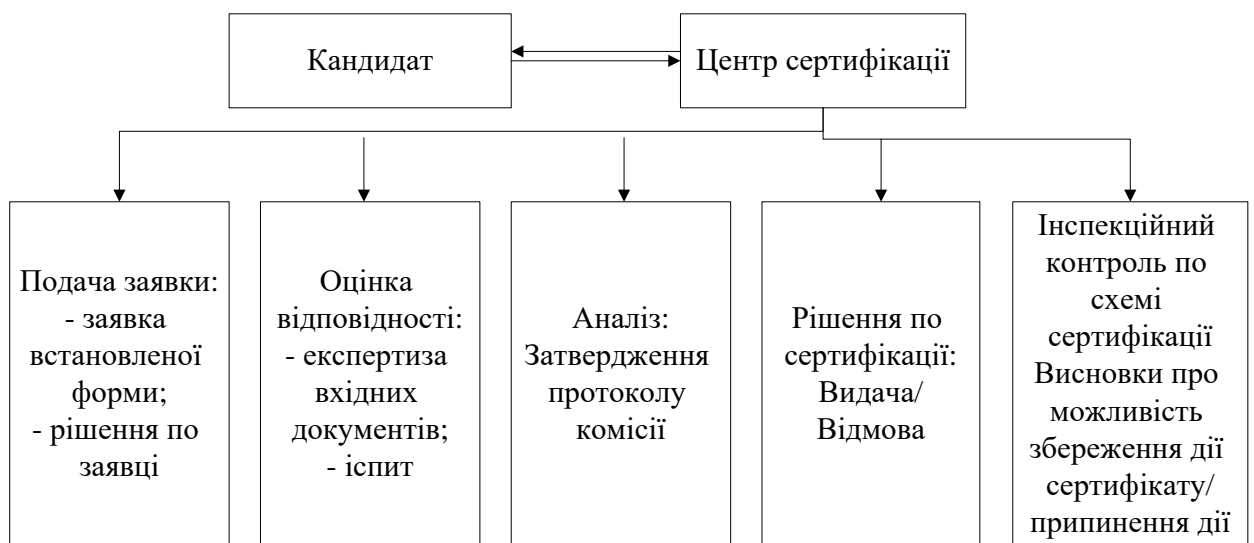 Кандидат
Центр сертифікації
Подача заявки:
- заявка
встановленої
форми;
- рішення по
заявці
Оцінка
відповідності:
- експертиза
вхідних
документів;
- іспит
Аналіз:
Затвердження
протоколу
комісії
Рішення по
сертифікації:
Видача/
Відмова
Інспекційний
контроль по
схемі
сертифікації
Висновки про
можливість
збереження дії
сертифікату/
припинення дії